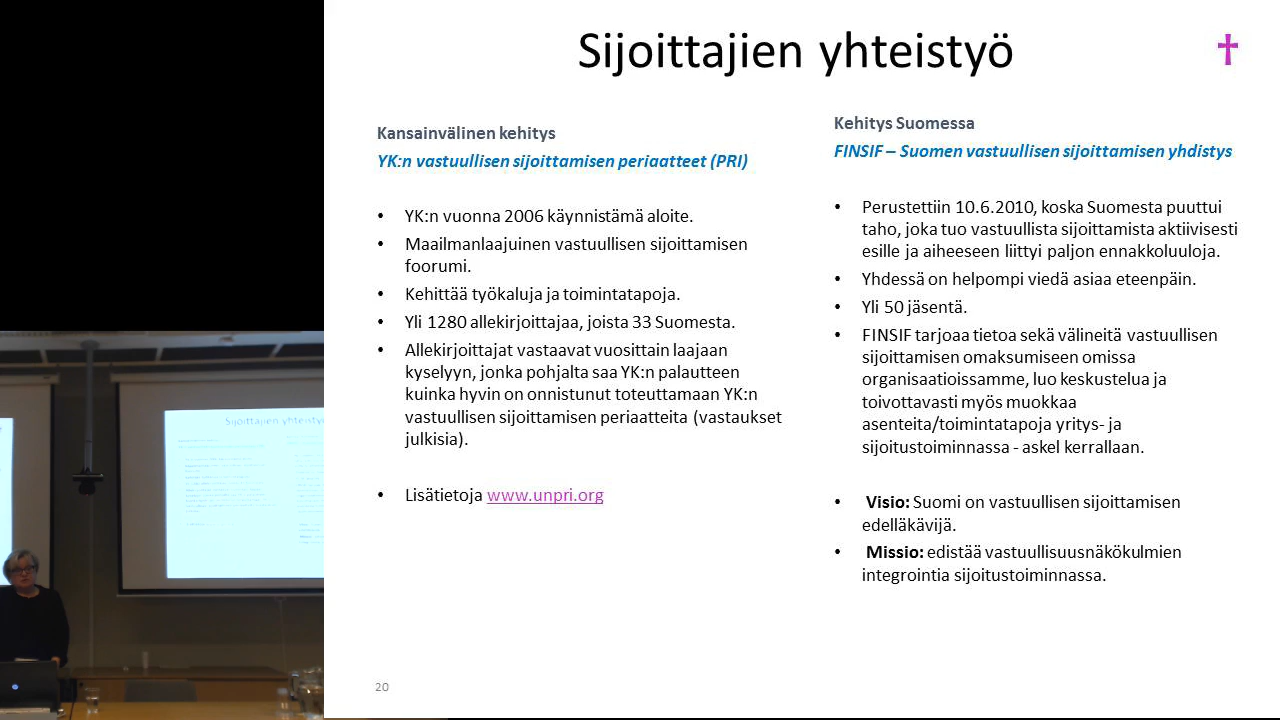 Sijoittajien yhteistyö
Kansainvälinen kehitys
YK:n vastuullisen sijoittamisen periaatteet (PRI)
• YK:n vuonna 2006 käynnistämä aloite.
• Maailmanlaajuinen vastuullisen sijoittamisen
foorumi.
• Kehittää työkaluja ja toimintatapoja.
• Yli 1280 allekirjoittajaa, joista 33 Suomesta.
• Allekirjoittajat vastaavat vuosittain laajaan
kyselyyn, jonka pohjalta saa YK:n palautteen
kuinka hyvin on onnistunut toteuttamaan YK:n
vastuullisen sijoittamisen periaatteita (vastaukset
julkisia).
• Lisätietoja www.unpri.org
Kehitys Suomessa
FINSIF – Suomen vastuullisen sijoittamisen yhdistys
• Perustettiin 10.6.2010, koska Suomesta puuttui
taho, joka tuo vastuullista sijoittamista aktiivisesti
esille ja aiheeseen liittyi paljon ennakkoluuloja.
• Yhdessä on helpompi viedä asiaa eteenpäin.
• Yli 50 jäsentä.
• FINSIF tarjoaa tietoa sekä välineitä vastuullisen
sijoittamisen omaksumiseen omissa
organisaatioissamme, luo keskustelua ja
toivottavasti myös muokkaa
asenteita/toimintatapoja yritys- ja
sijoitustoiminnassa - askel kerrallaan.
• Visio: Suomi on vastuullisen sijoittamisen
edelläkävijä.
• Missio: edistää vastuullisuusnäkökulmien
integrointia sijoitustoiminnassa.
20
Sijoittajien yhteistyö